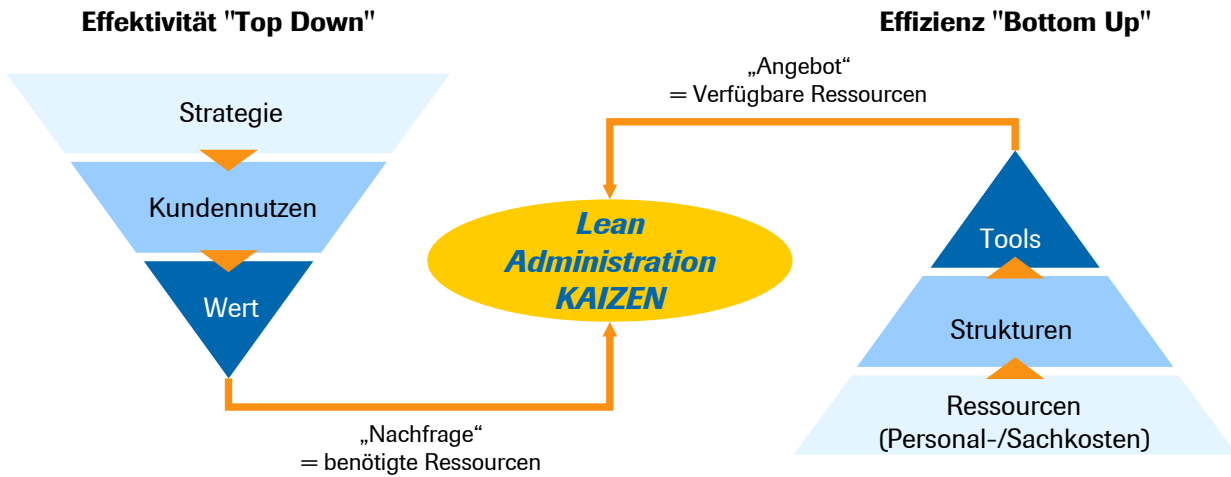 Effektivität "Top Down"
Effizienz "Bottom Up"
„Angebot“
= Verfügbare Ressourcen
Strategie
Kundennutzen
Wert
Lean
Administration
KAIZEN
Tools
Strukturen
Ressourcen
(Personal-/Sachkosten)
„Nachfrage“
= benötigte Ressourcen